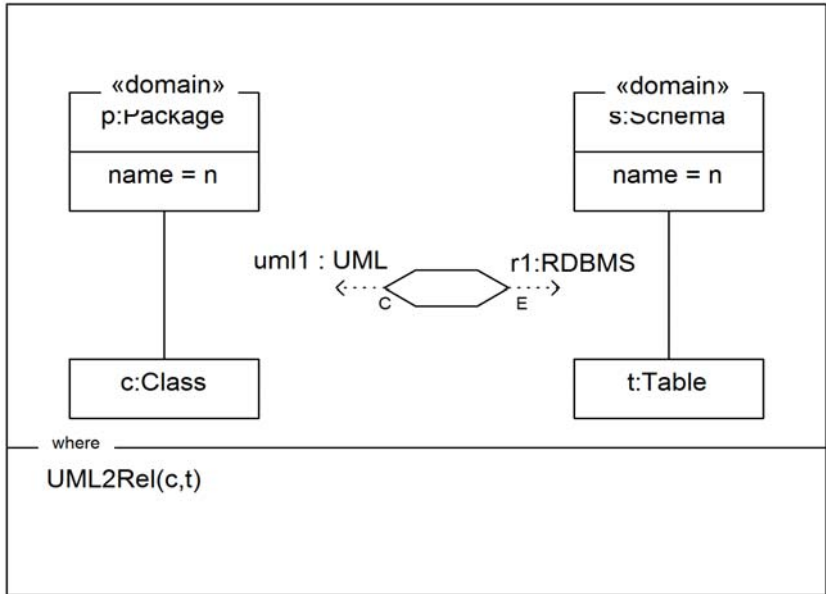 «domain»
p:Package
name = n
«domain»
s:Schema
name = n
uml1 : UML
r1:RDBMS
C
E
c:Class
t:Table
where
UML2Rel(c,t)